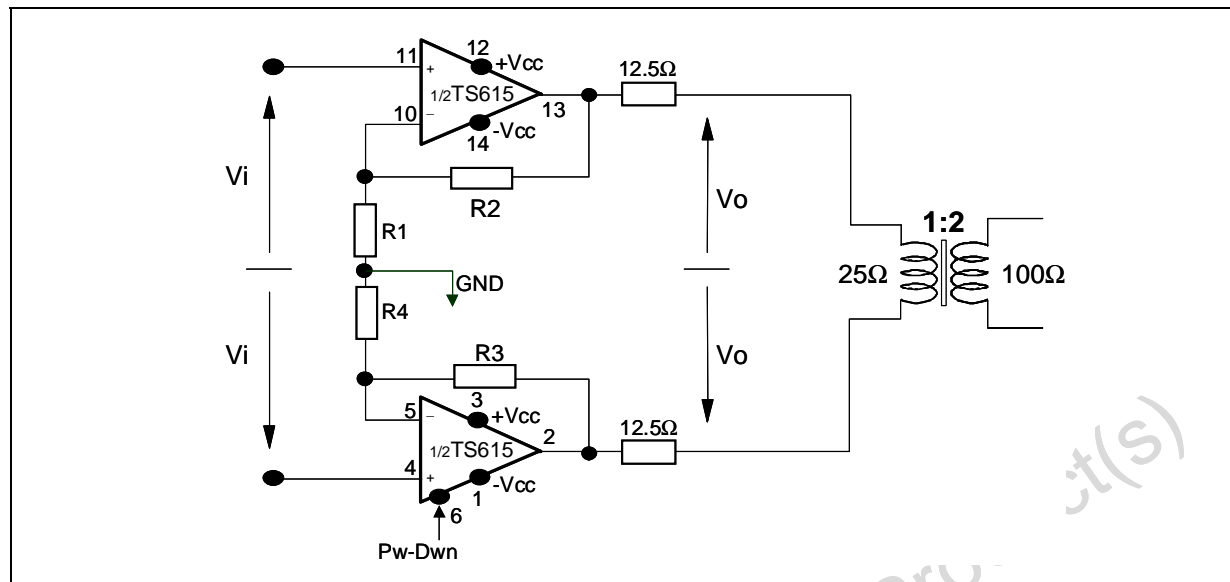 12
11
+
+Vcc
1/2TS615
13
10
−
-Vcc
14
12.5Ω
Vi
R2
Vo
R1
1:2
GND
25Ω
100Ω
R4
Vi
R3
Vo
3
5
−
+Vcc
2
1/2TS615
12.5Ω
4
+
-Vcc
1
6
Pw-Dwn
ct(s)